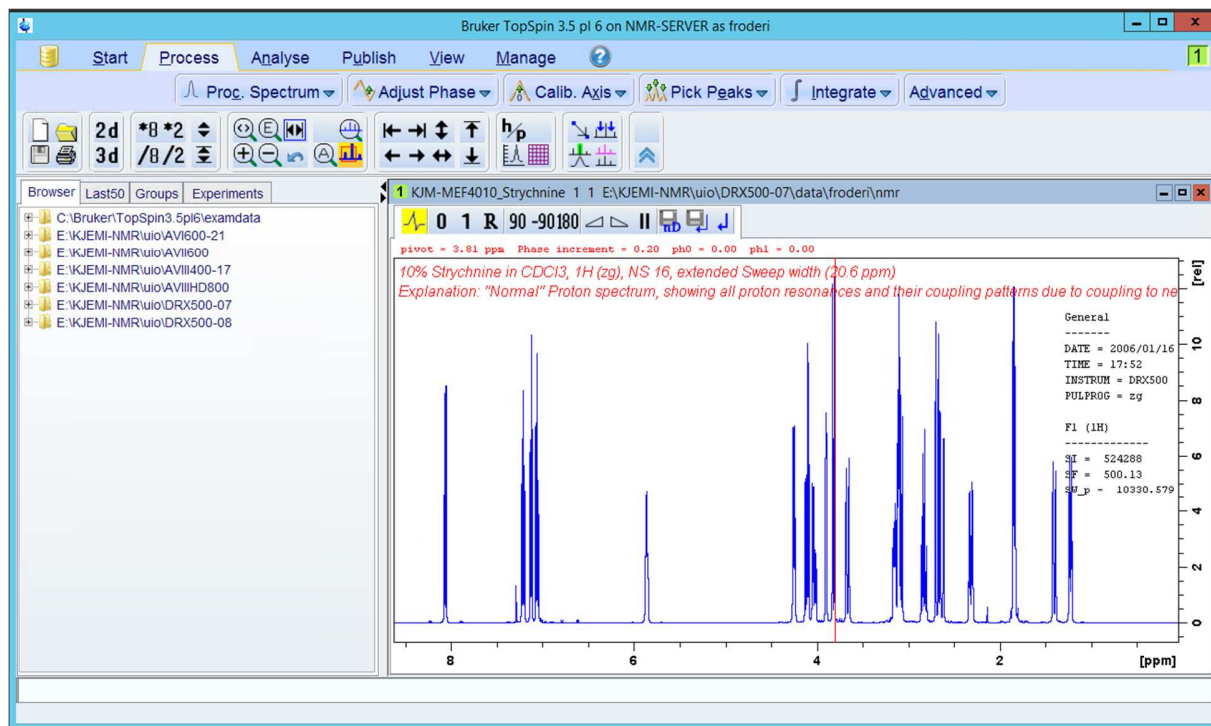 Bruker TopSpin 3.5 pl 6 on NMR-SERVER as froderi
Start Process Analyse Publish View Manage ? 1
Proc. Spectrum Adjust Phase Calib. Axis Pick Peaks Integrate Advanced
2d *8 *2 E h/p
3d /8 /2 A
Browser Last50 Groups Experiments
C:\Bruker\TopSpin3.5pl6\examdata
E:\KJEMI-NMR\uio\AVI600-21
E:\KJEMI-NMR\uio\AVII600
E:\KJEMI-NMR\uio\AVIII400-17
E:\KJEMI-NMR\uio\AVIIIHD800
E:\KJEMI-NMR\uio\DRX500-07
E:\KJEMI-NMR\uio\DRX500-08
1 KJM-MEF4010_Strychnine 1 1 E:\KJEMI-NMR\uio\DRX500-07\data\froderi\nmr
0 1 R 90 -90 180 nD
pivot = 3.81 ppm Phase increment = 0.20 ph0 = 0.00 ph1 = 0.00
10% Strychnine in CDCl3, 1H (zg), NS 16, extended Sweep width (20.6 ppm)
Explanation: "Normal" Proton spectrum, showing all proton resonances and their coupling patterns due to coupling to ne
[rel]
General
-------
DATE = 2006/01/16
TIME = 17:52
INSTRUM = DRX500
PULPROG = zg
F1 (1H)
-------------
SI = 524288
SF = 500.13
SW_p = 10330.579
10
8
6
4
2
0
8 6 4 2 [ppm]